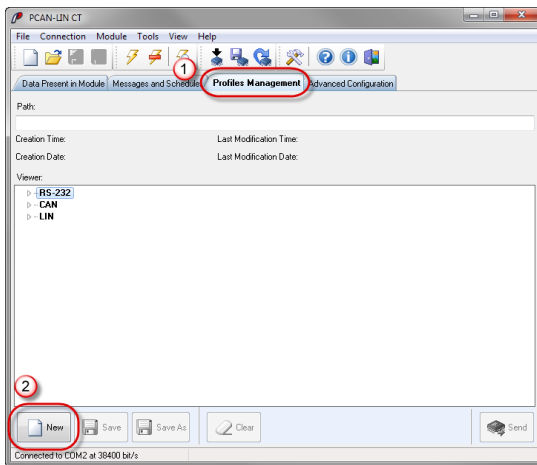 PCAN-LIN CT
File Connection Module Tools View Help
1
Data Present in Module Messages and Schedules Profiles Management Advanced Configuration
Path:
Creation Time: Last Modification Time:
Creation Date: Last Modification Date:
Viewer:
RS-232
CAN
LIN
2
New Save Save As Clear Send
Connected to COM2 at 38400 bit/s